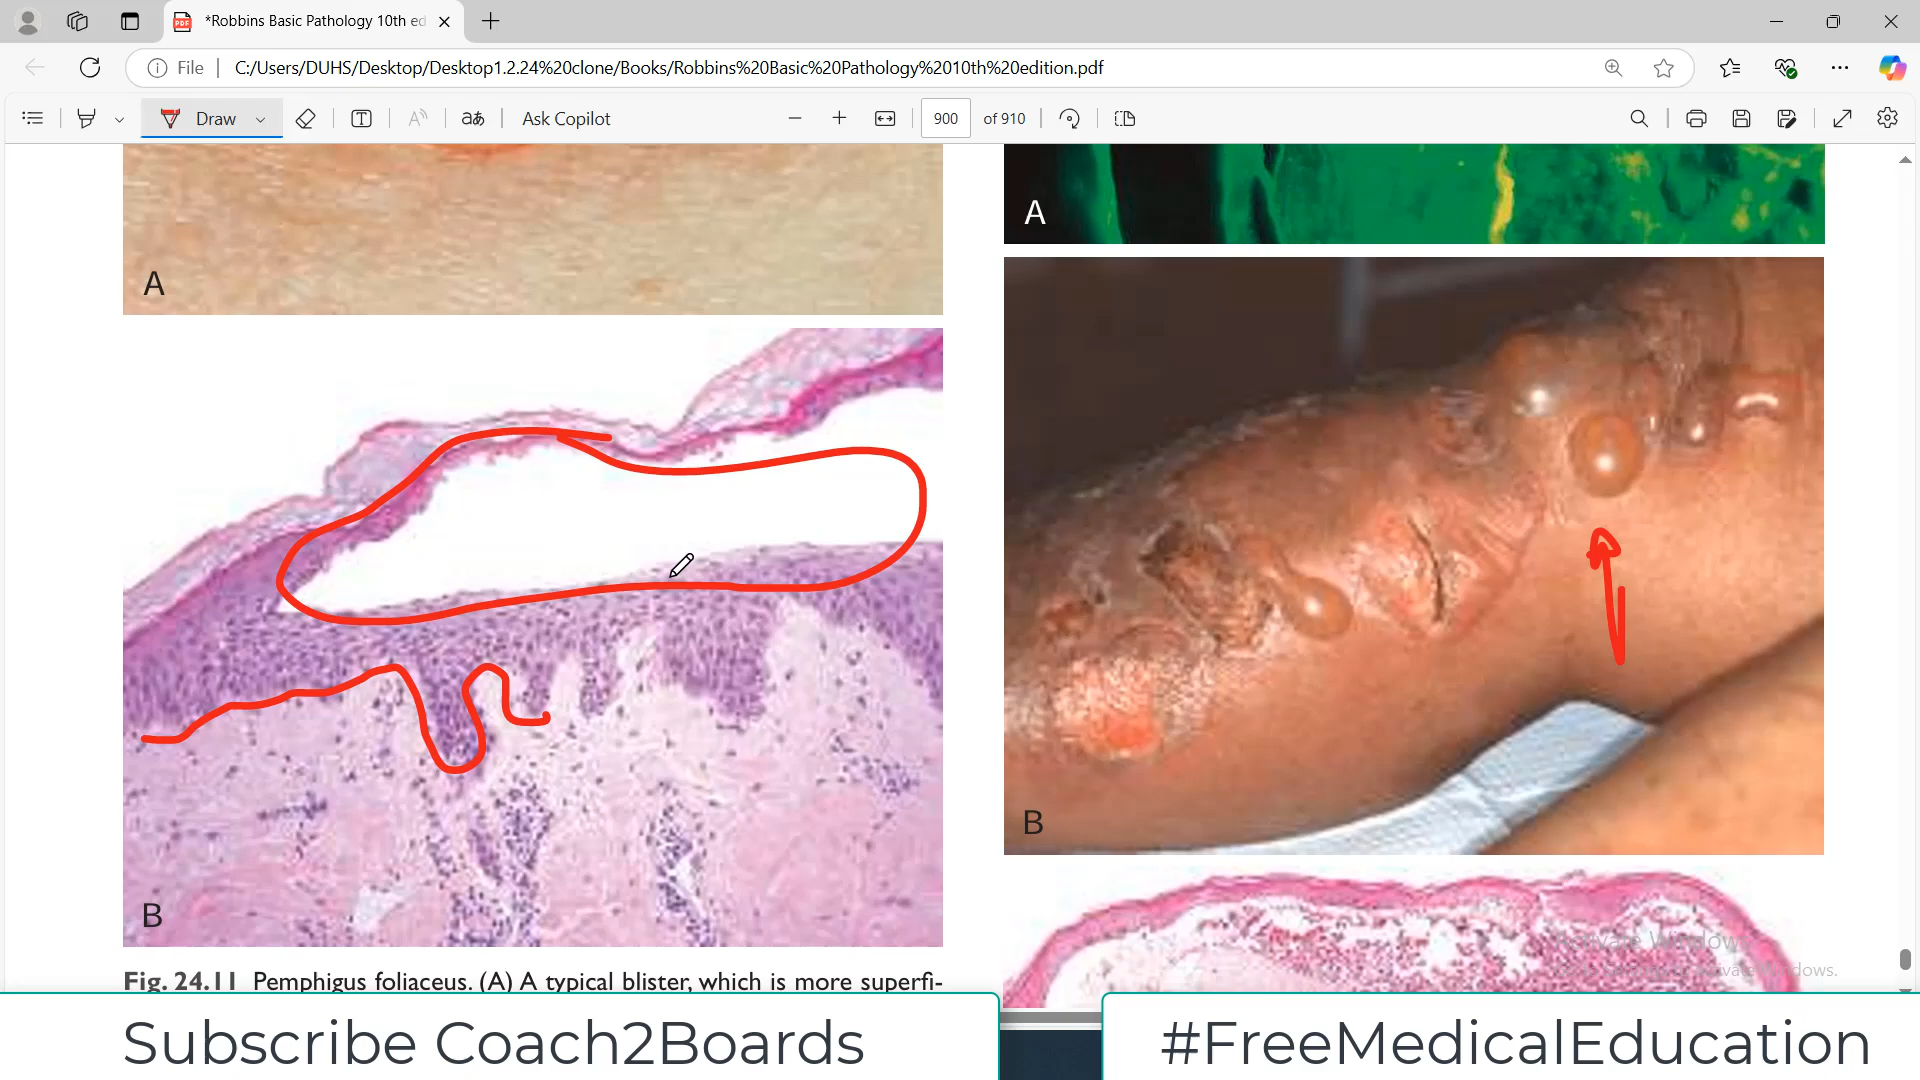 *Robbins Basic Pathology 10th ed
File
C:/Users/DUHS/Desktop/Desktop1.2.24%20clone/Books/Robbins%20Basic%20Pathology%2010th%20edition.pdf
Draw
Ask Copilot
900 of 910
A
A
B
B
Fig. 24.11 Pemphigus foliaceus. (A) A typical blister, which is more superfi-
Subscribe Coach2Boards
#FreeMedicalEducation